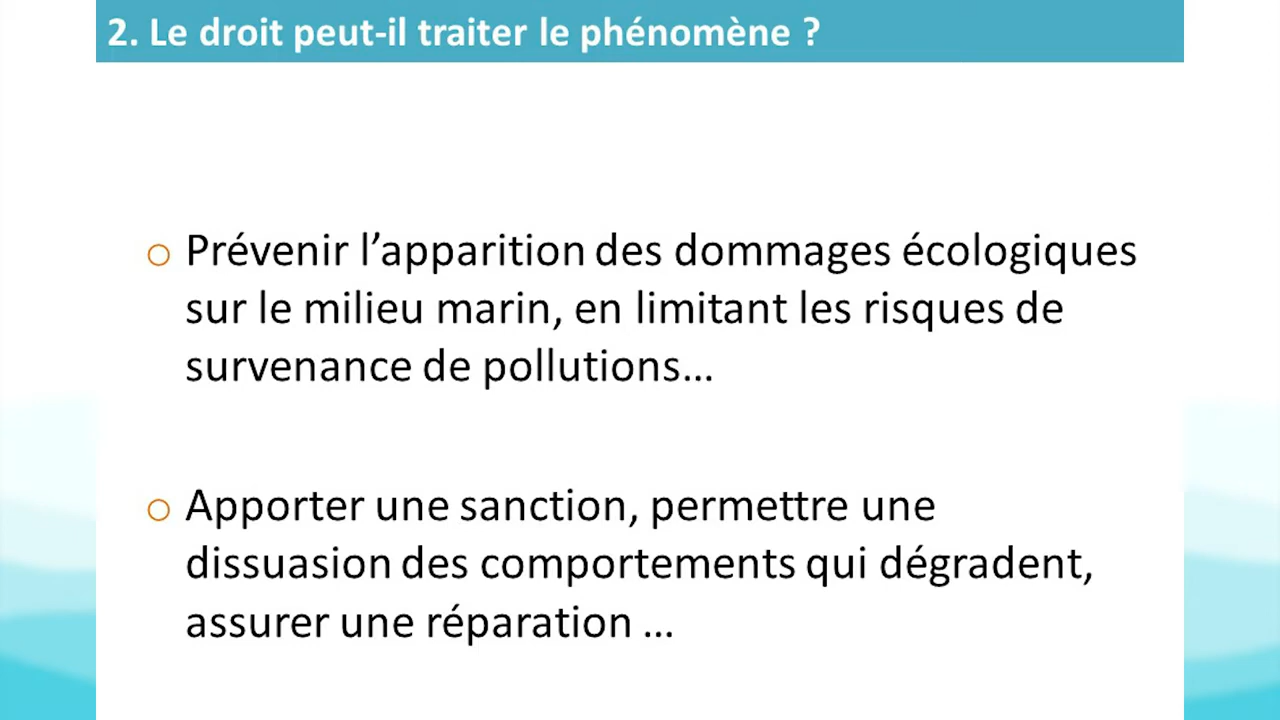 2. Le droit peut-il traiter le phénomène ?
o Prévenir l’apparition des dommages écologiques
sur le milieu marin, en limitant les risques de
survenance de pollutions…
o Apporter une sanction, permettre une
dissuasion des comportements qui dégradent,
assurer une réparation …